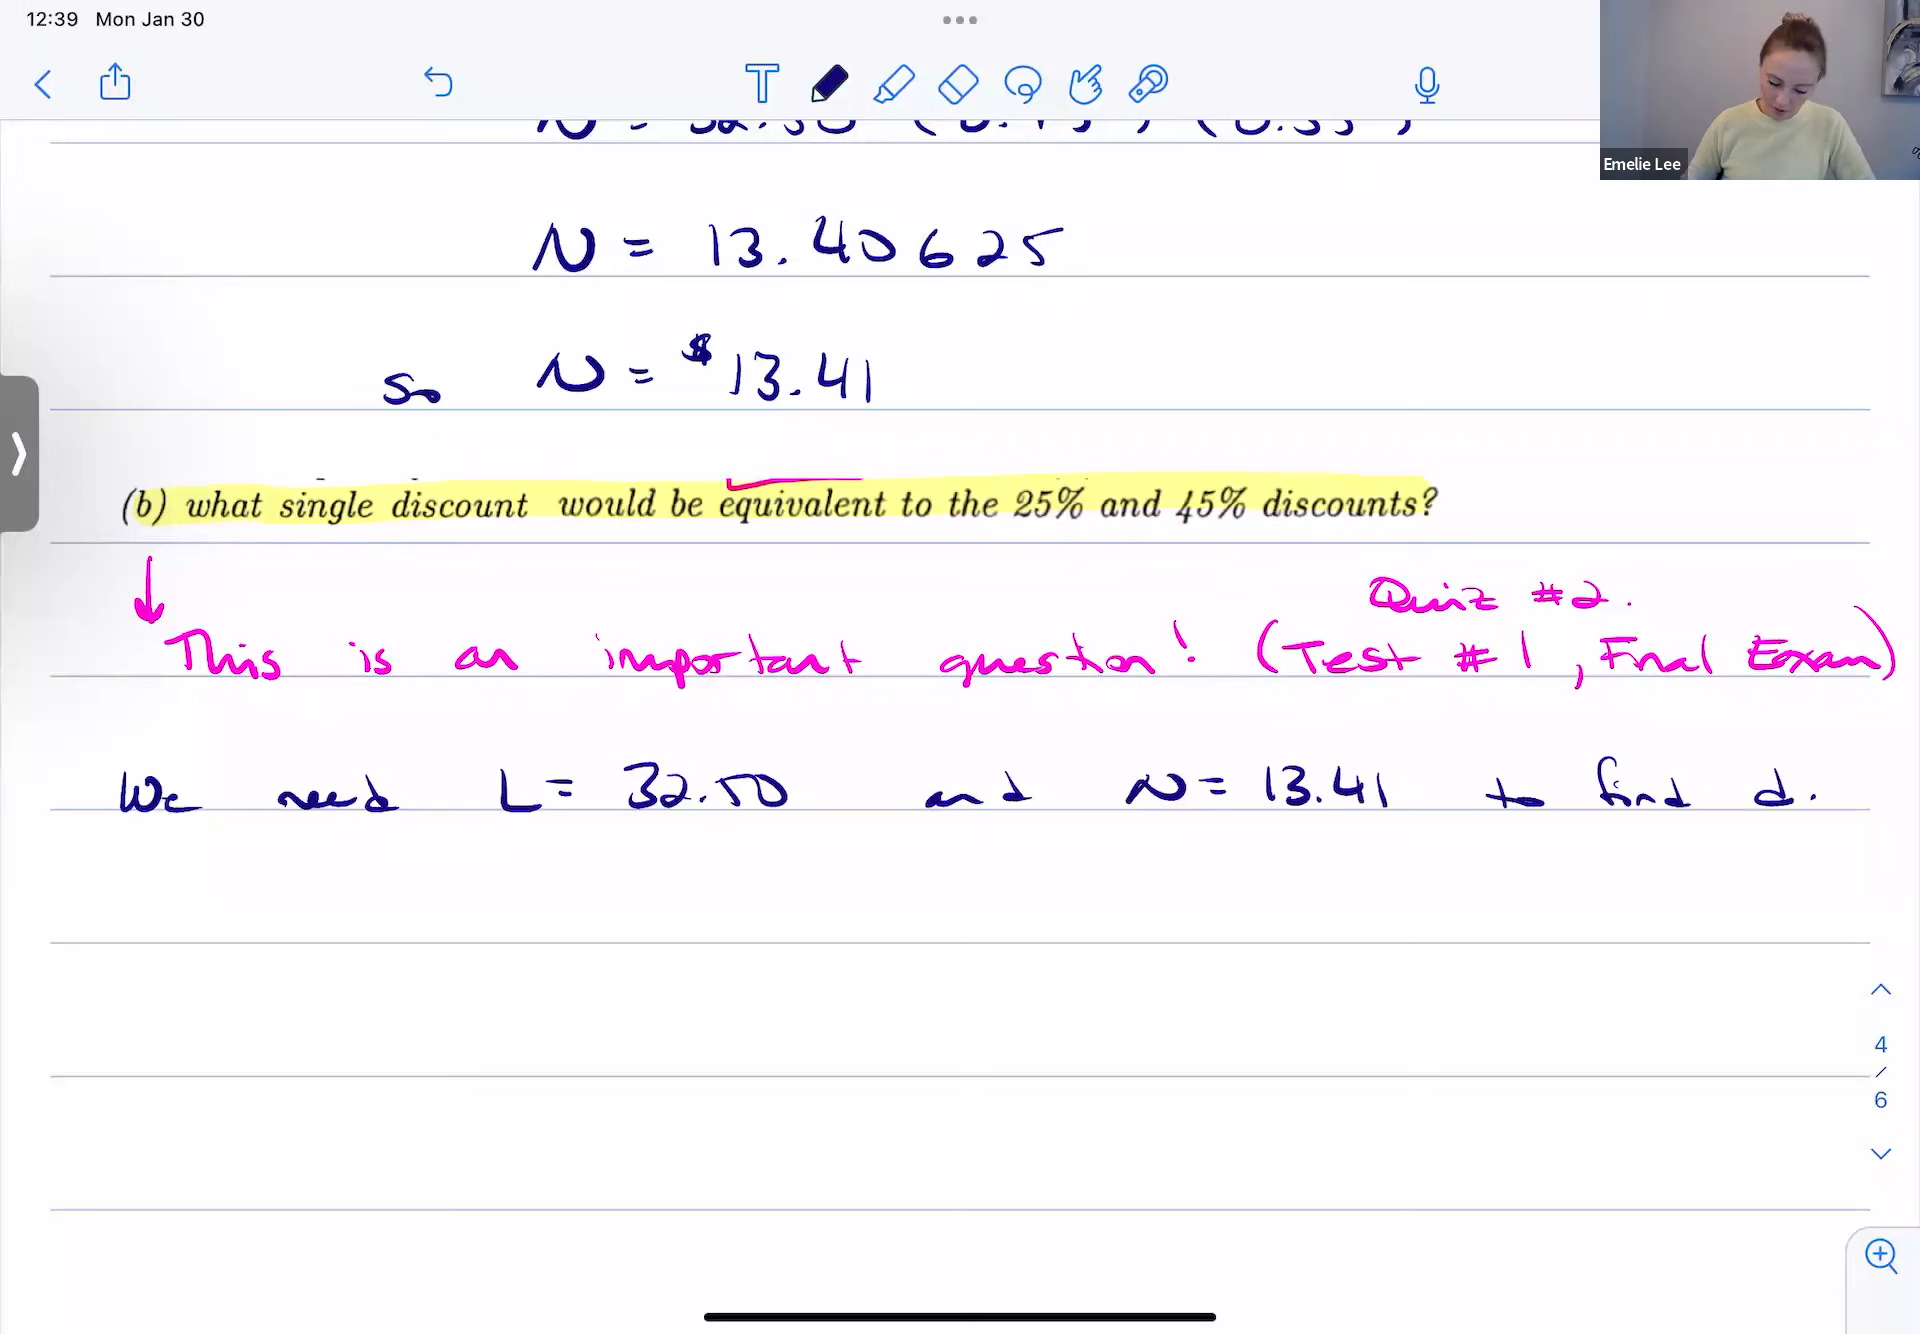 12:39 Mon Jan 30
Emelie Lee
N = 13.40625
so N = $13.41
(b) what single discount would be equivalent to the 25% and 45% discounts?
Quiz #2.
This is an important question! (Test #1, Final Exam)
We need L = 32.50 and N = 13.41 to find d.
4
/
6